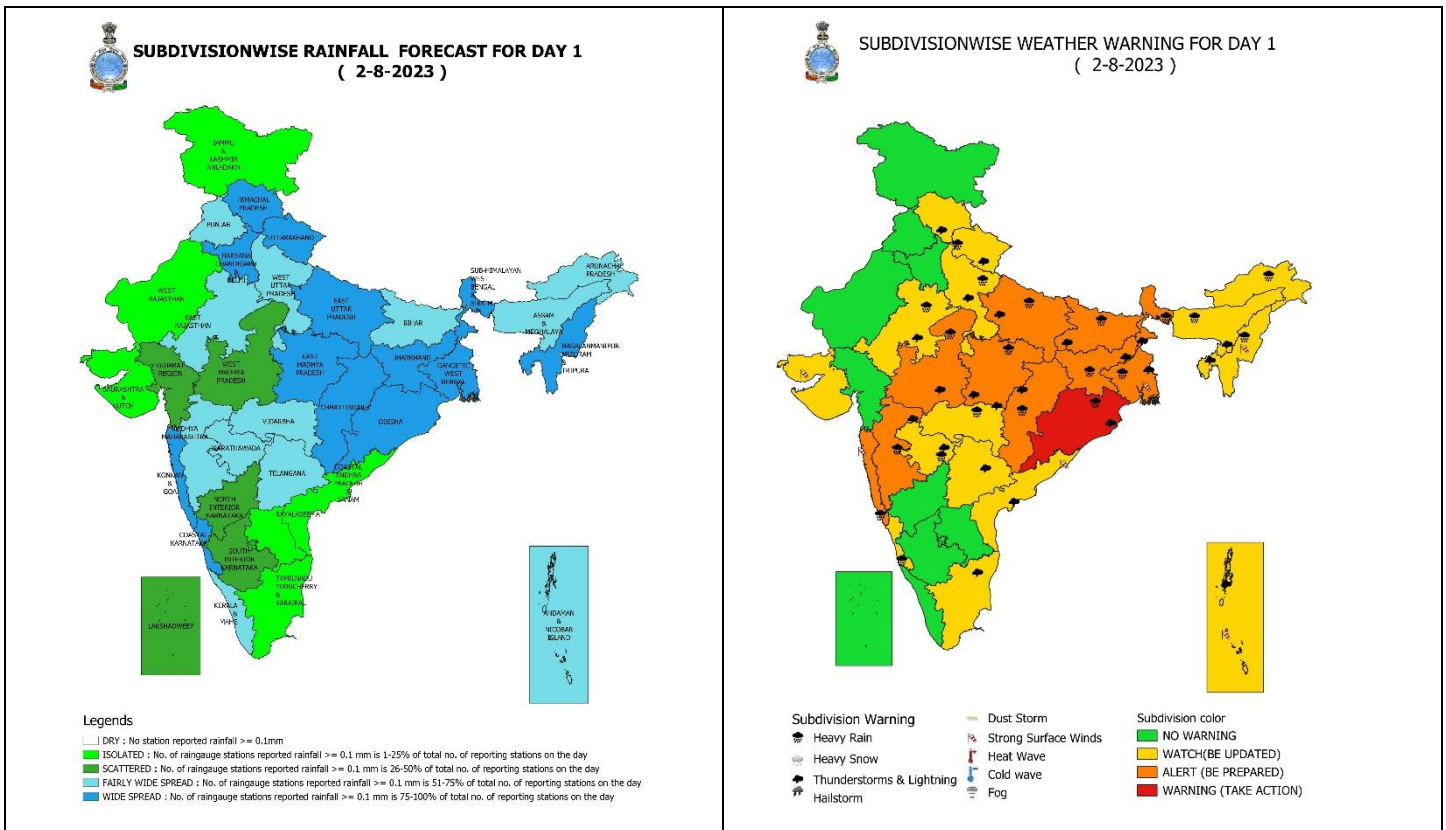 SUBDIVISIONWISE RAINFALL FORECAST FOR DAY 1
( 2-8-2023 )
JAMMU
&
KASHMIR
ANLADAKH
HIMACHAL
PRADESH
PUNJAB
UTTARAKHAND
HARYANA
CHANDIGARH
&
DELHI
WEST
UTTAR
PRADESH
SUB-HIMALAYAN
WEST
BENGAL
&
SIKKIM
ARUNACHAL
PRADESH
WEST
RAJASTHAN
EAST
RAJASTHAN
EAST
UTTAR
PRADESH
BIHAR
ASSAM
&
MEGHALAYA
NAGALANMANIPUR
MIZORAM
&
TRIPURA
GUJARAT
REGION
WEST
MADHYA
PRADESH
EAST
MADHYA
PRADESH
JHARKHAND
GANGETIC
WEST
BENGAL
SAURASHTRA
&
KUTCH
CHHATTISGARH
ODISHA
MADHYA
MAHARASHTRA
VIDARBHA
MARATHAWADA
TELANGANA
COASTAL
ANDHRA
PRADESH
&
YANAM
KONKAN
&
GOA
NORTH
INTERIOR
KARNATAKA
RAYALASEEMA
COASTAL
KARNATAKA
SOUTH
INTERIOR
KARNATAKA
TAMILNADU
PUDUCHERRY
&
KARAIKAL
KERALA
&
MAHE
LAKSHADWEEP
ANDAMAN
&
NICOBAR
ISLAND
Legends
DRY : No station reported rainfall >= 0.1mm
ISOLATED : No. of raingauge stations reported rainfall >= 0.1 mm is 1-25% of total no. of reporting stations on the day
SCATTERED : No. of raingauge stations reported rainfall >= 0.1 mm is 26-50% of total no. of reporting stations on the day
FAIRLY WIDE SPREAD : No. of raingauge stations reported rainfall >= 0.1 mm is 51-75% of total no. of reporting stations on the day
WIDE SPREAD : No. of raingauge stations reported rainfall >= 0.1 mm is 75-100% of total no. of reporting stations on the day
SUBDIVISIONWISE WEATHER WARNING FOR DAY 1
( 2-8-2023 )
Subdivision Warning
Heavy Rain
Heavy Snow
Thunderstorms & Lightning
Hailstorm
Dust Storm
Strong Surface Winds
Heat Wave
Cold wave
Fog
Subdivision color
NO WARNING
WATCH(BE UPDATED)
ALERT (BE PREPARED)
WARNING (TAKE ACTION)